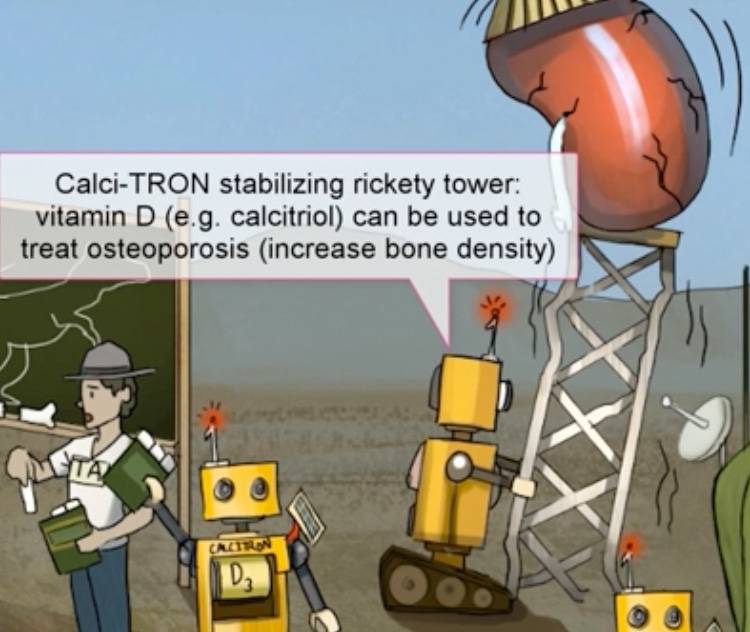 Calci-TRON stabilizing rickety tower:
vitamin D (e.g. calcitriol) can be used to
treat osteoporosis (increase bone density)
TA
CALCITRON
D3